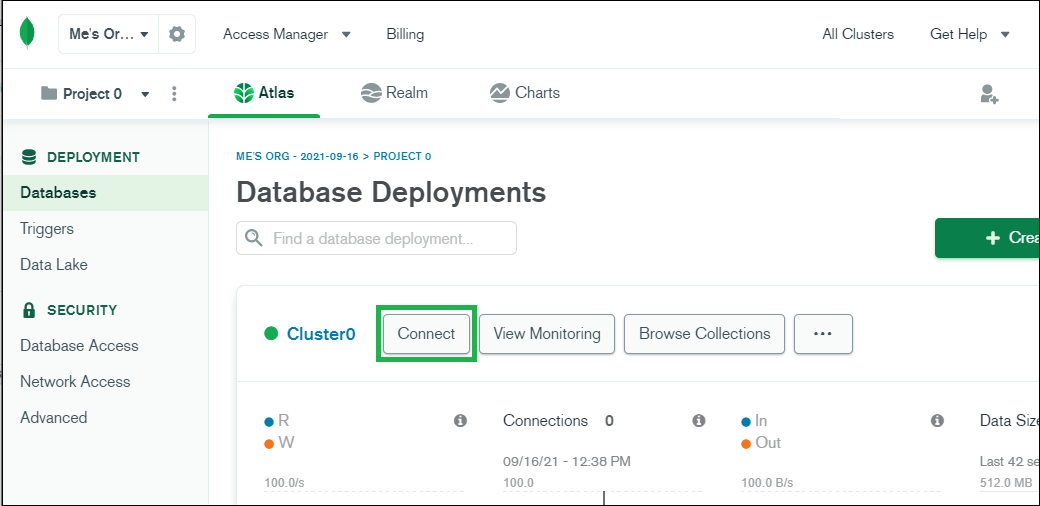 Me's Or... Access Manager Billing All Clusters Get Help
Project 0 Atlas Realm Charts
DEPLOYMENT
Databases
Triggers
Data Lake
SECURITY
Database Access
Network Access
Advanced
ME'S ORG - 2021-09-16 > PROJECT 0
Database Deployments
Find a database deployment...
+ Crea
Cluster0 Connect View Monitoring Browse Collections ...
R Connections 0 In Data Size
W Out
09/16/21 - 12:38 PM Last 42 se
100.0/s 100.0 100.0 B/s 512.0 MB